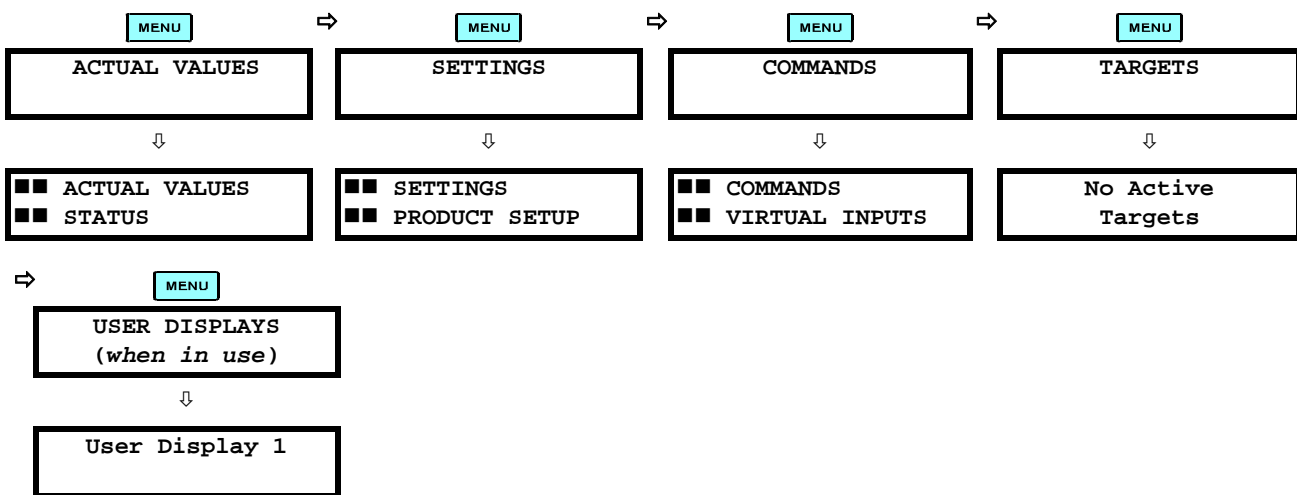 MENU ⇨ MENU ⇨ MENU ⇨ MENU
ACTUAL VALUES SETTINGS COMMANDS TARGETS
⇩ ⇩ ⇩ ⇩
■■ ACTUAL VALUES ■■ SETTINGS ■■ COMMANDS No Active
■■ STATUS ■■ PRODUCT SETUP ■■ VIRTUAL INPUTS Targets
⇨ MENU
USER DISPLAYS
(when in use)
⇩
User Display 1